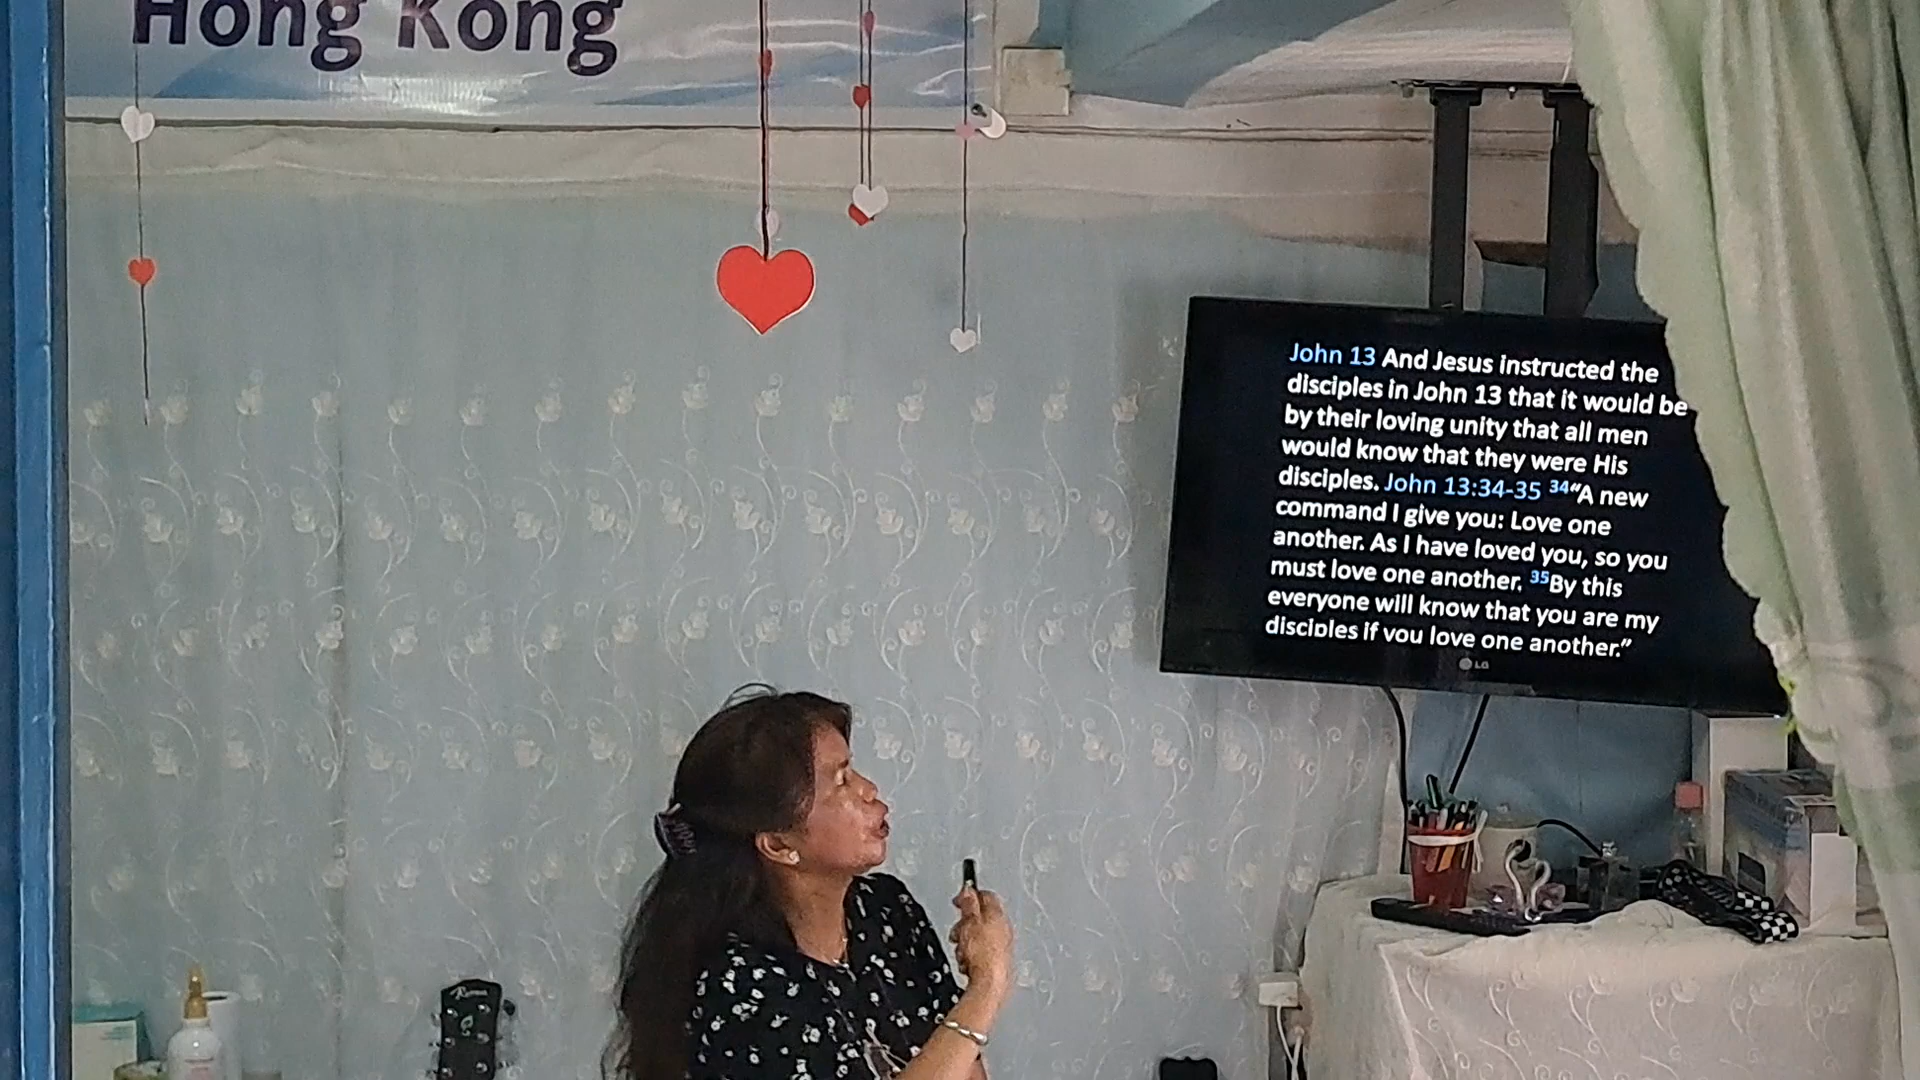 Hong Kong
John 13 And Jesus instructed the
disciples in John 13 that it would be
by their loving unity that all men
would know that they were His
disciples. John 13:34-35 34“A new
command I give you: Love one
another. As I have loved you, so you
must love one another. 35By this
everyone will know that you are my
disciples if you love one another.”
LG